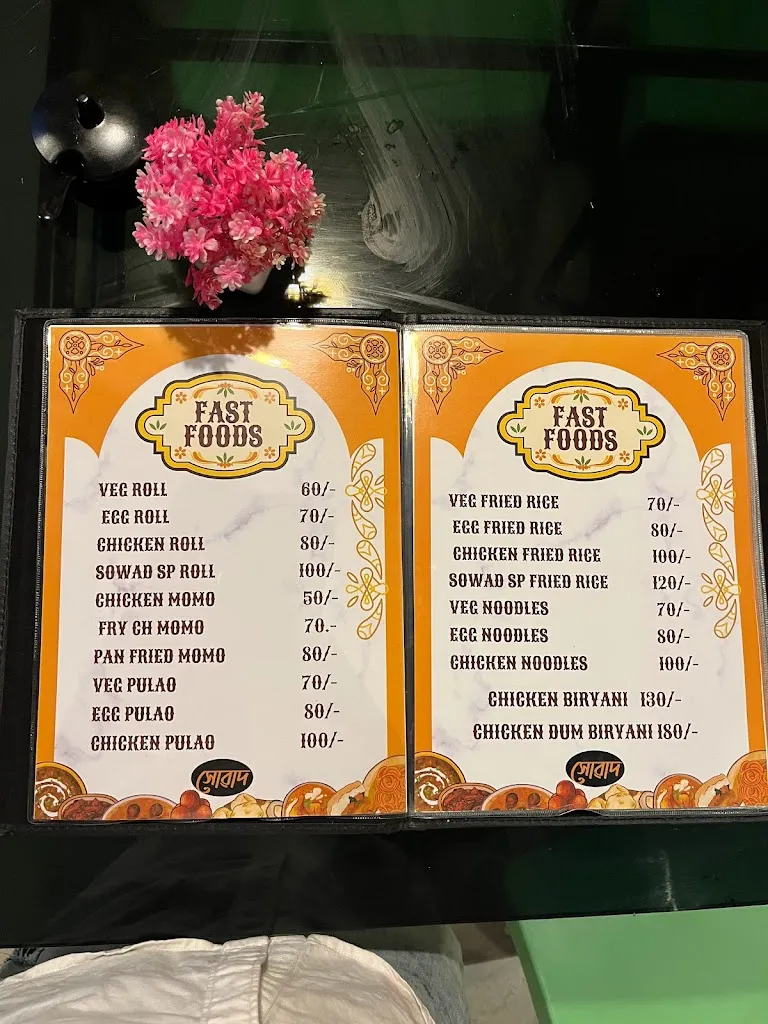 FAST
FOODS
VEG ROLL 60/-
EGG ROLL 70/-
CHICKEN ROLL 80/-
SOWAD SP ROLL 100/-
CHICKEN MOMO 50/-
FRY CH MOMO 70.-
PAN FRIED MOMO 80/-
VEG PULAO 70/-
EGG PULAO 80/-
CHICKEN PULAO 100/-
সোবাদ
FAST
FOODS
VEG FRIED RICE 70/-
EGG FRIED RICE 80/-
CHICKEN FRIED RICE 100/-
SOWAD SP FRIED RICE 120/-
VEG NOODLES 70/-
EGG NOODLES 80/-
CHICKEN NOODLES 100/-
CHICKEN BIRYANI 130/-
CHICKEN DUM BIRYANI 180/-
সোবাদ